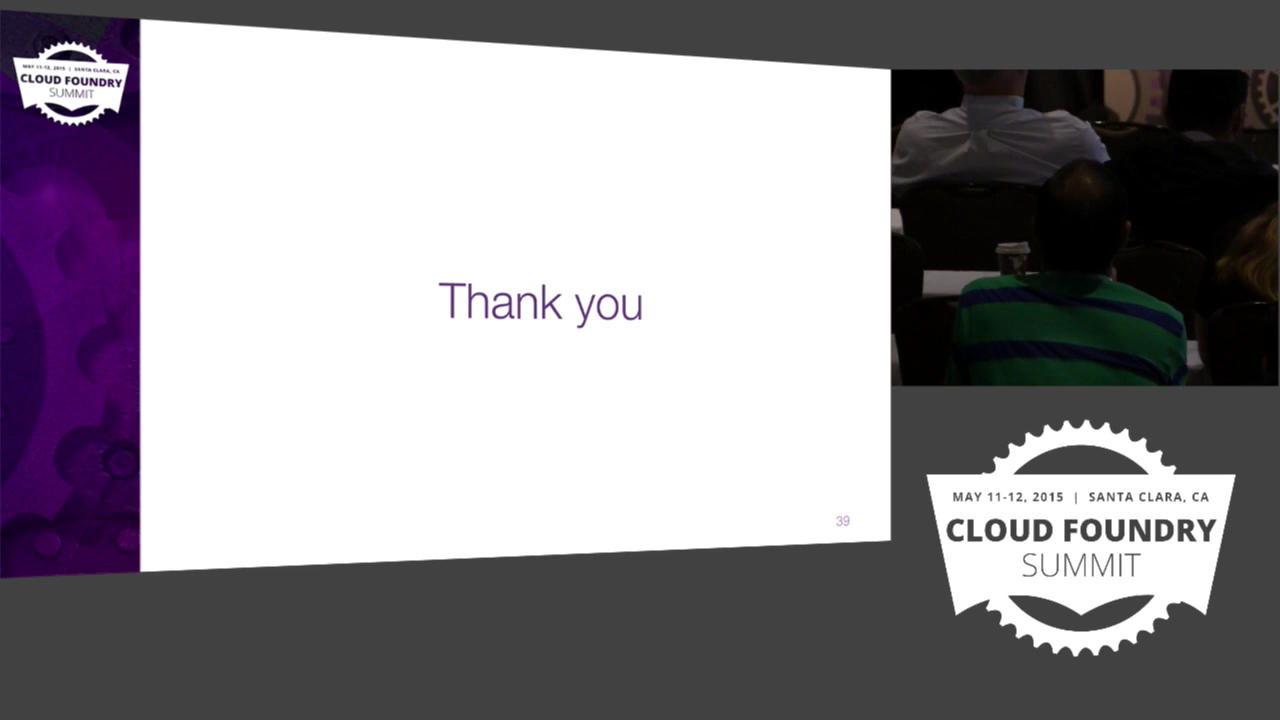 MAY 11-12, 2015 | SANTA CLARA, CA
CLOUD FOUNDRY
SUMMIT
Thank you
39
MAY 11-12, 2015 | SANTA CLARA, CA
CLOUD FOUNDRY
SUMMIT